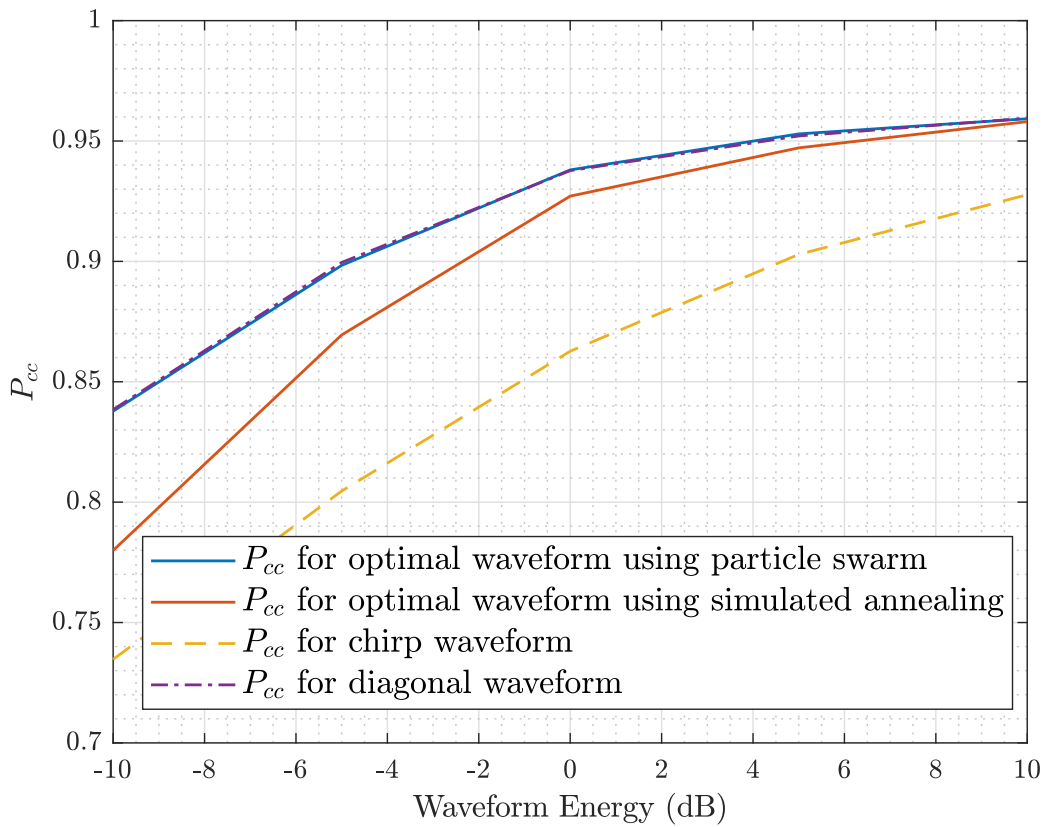 1
0.95
0.9
0.85
0.8
0.75
0.7
P_cc
P_cc for optimal waveform using particle swarm
P_cc for optimal waveform using simulated annealing
P_cc for chirp waveform
P_cc for diagonal waveform
-10 -8 -6 -4 -2 0 2 4 6 8 10
Waveform Energy (dB)